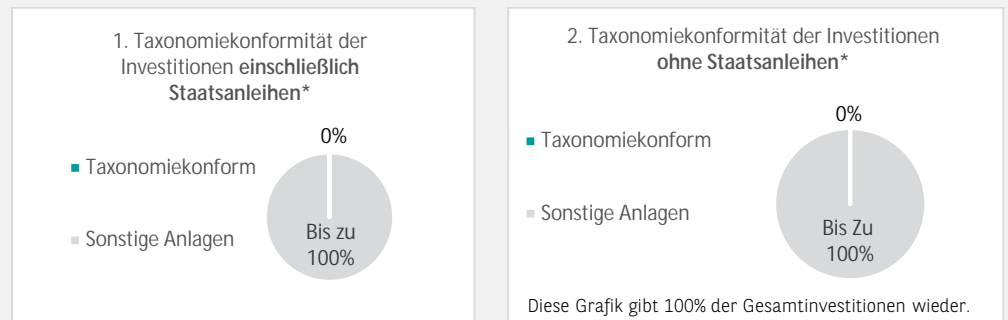 1. Taxonomiekonformität der
Investitionen einschließlich
Staatsanleihen*
0%
Taxonomiekonform
Sonstige Anlagen
Bis zu
100%
2. Taxonomiekonformität der Investitionen
ohne Staatsanleihen*
0%
Taxonomiekonform
Sonstige Anlagen
Bis Zu
100%
Diese Grafik gibt 100% der Gesamtinvestitionen wieder.